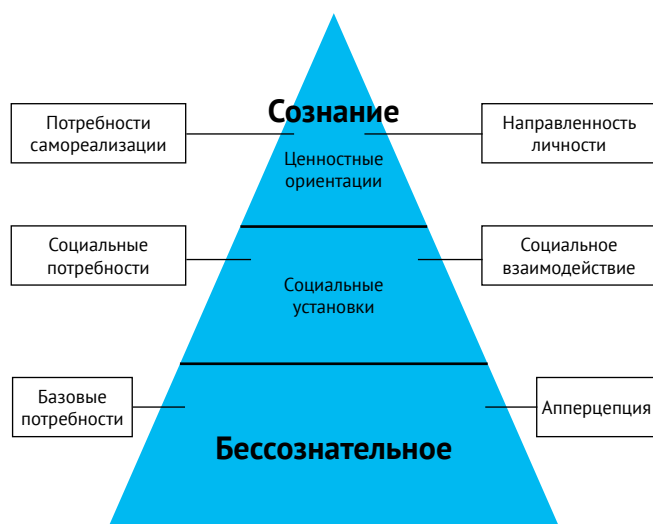 Сознание
Потребности
самореализации
Ценностные
ориентации
Направленность
личности
Социальные
потребности
Социальные
установки
Социальное
взаимодействие
Базовые
потребности
Бессознательное
Апперцепция